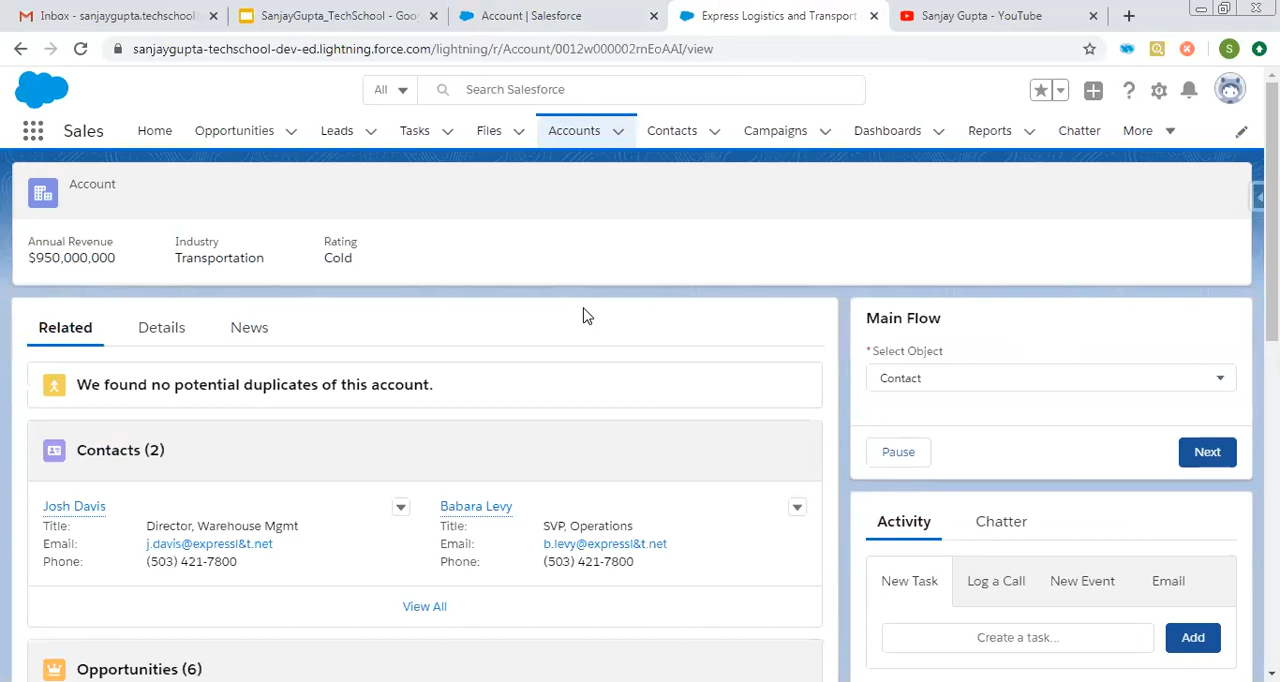 Inbox - sanjaygupta.techschool
SanjayGupta_TechSchool - Goo
Account | Salesforce
Express Logistics and Transport
Sanjay Gupta - YouTube
sanjaygupta-techschool-dev-ed.lightning.force.com/lightning/r/Account/0012w000002rnEoAAI/view
S
All
Search Salesforce
Sales
Home
Opportunities
Leads
Tasks
Files
Accounts
Contacts
Campaigns
Dashboards
Reports
Chatter
More
Account
Annual Revenue
$950,000,000
Industry
Transportation
Rating
Cold
Related
Details
News
We found no potential duplicates of this account.
Contacts (2)
Josh Davis
Title: Director, Warehouse Mgmt
Email: j.davis@expressl&t.net
Phone: (503) 421-7800
Babara Levy
Title: SVP, Operations
Email: b.levy@expressl&t.net
Phone: (503) 421-7800
View All
Opportunities (6)
Main Flow
*Select Object
Contact
Pause
Next
Activity
Chatter
New Task
Log a Call
New Event
Email
Create a task...
Add